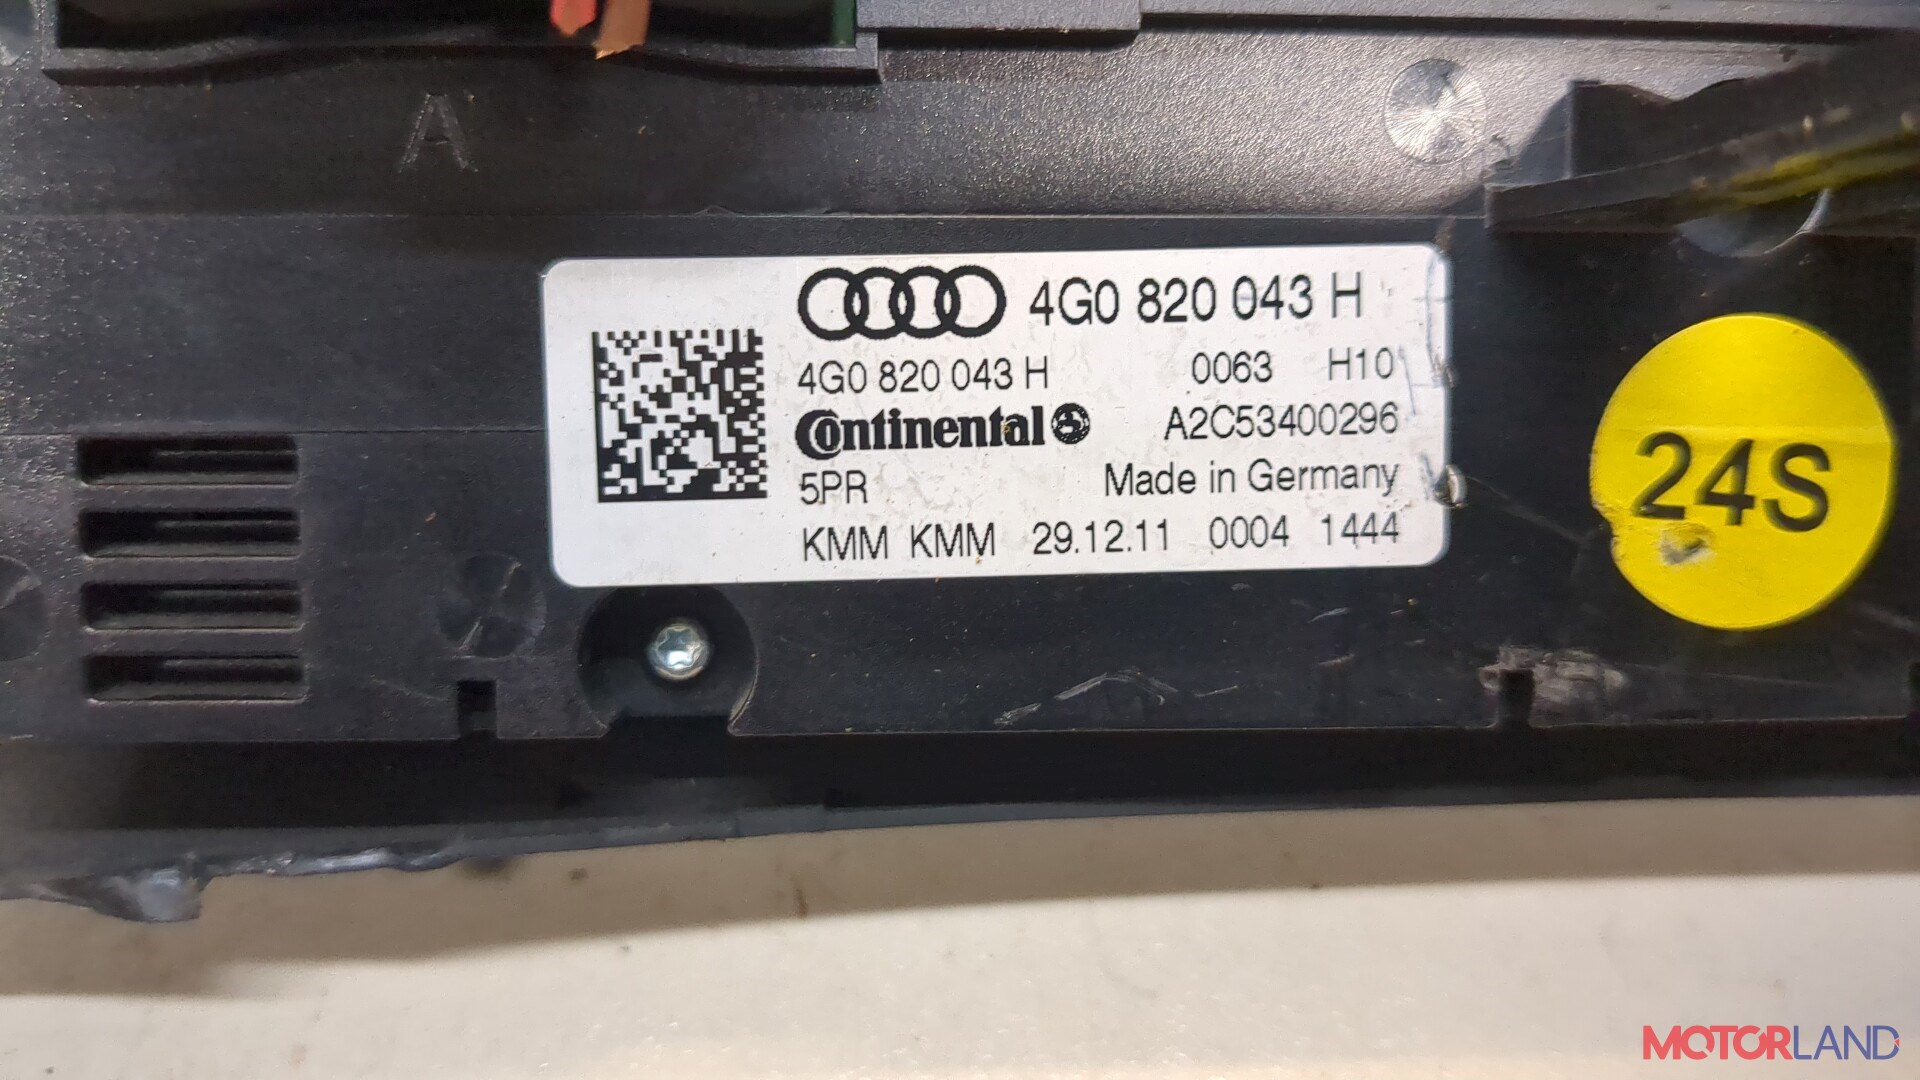 A
4G0 820 043 H
4G0 820 043 H 0063 H10
Continental A2C53400296
5PR Made in Germany
KMM KMM 29.12.11 0004 1444
24S
MOTORLAND